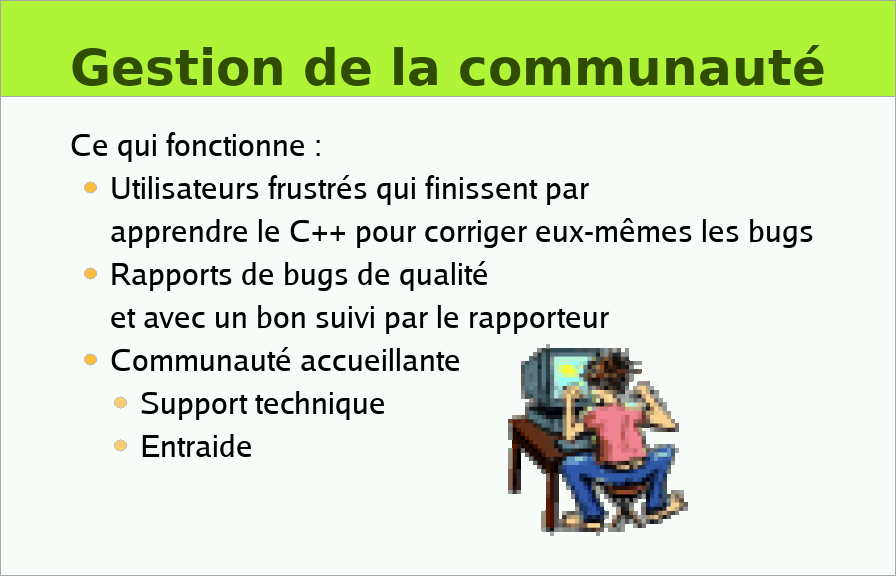 Gestion de la communauté
Ce qui fonctionne :
Utilisateurs frustrés qui finissent par
apprendre le C++ pour corriger eux-mêmes les bugs
Rapports de bugs de qualité
et avec un bon suivi par le rapporteur
Communauté accueillante
Support technique
Entraide